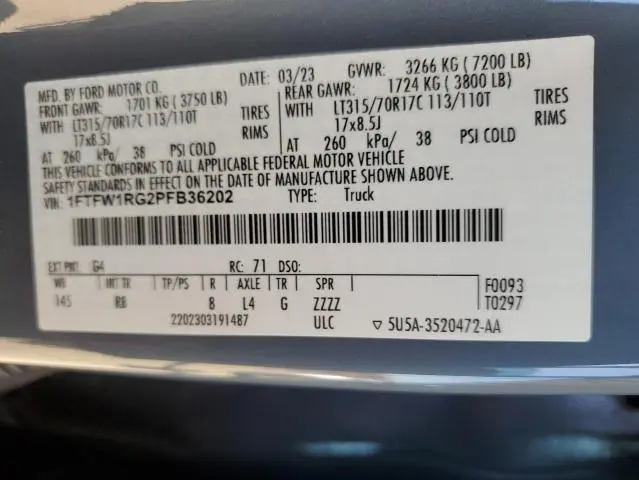 MFD. BY FORD MOTOR CO. DATE: 03/23 GVWR: 3266 KG ( 7200 LB)
FRONT GAWR: 1701 KG ( 3750 LB) REAR GAWR: 1724 KG ( 3800 LB)
WITH LT315/70R17C 113/110T TIRES WITH LT315/70R17C 113/110T TIRES
17x8.5J RIMS 17x8.5J RIMS
AT 260 kPa/ 38 PSI COLD AT 260 kPa/ 38 PSI COLD
THIS VEHICLE CONFORMS TO ALL APPLICABLE FEDERAL MOTOR VEHICLE
SAFETY STANDARDS IN EFFECT ON THE DATE OF MANUFACTURE SHOWN ABOVE.
VIN: 1FTFW1RG2PFB36202 TYPE: Truck
EXT PNT: G4 RC: 71 DSO:
WB INT TR TP/PS R AXLE TR SPR F0093
145 RB 8 L4 G ZZZZ T0297
2202303191487 ULC ▽ 5U5A-3520472-AA